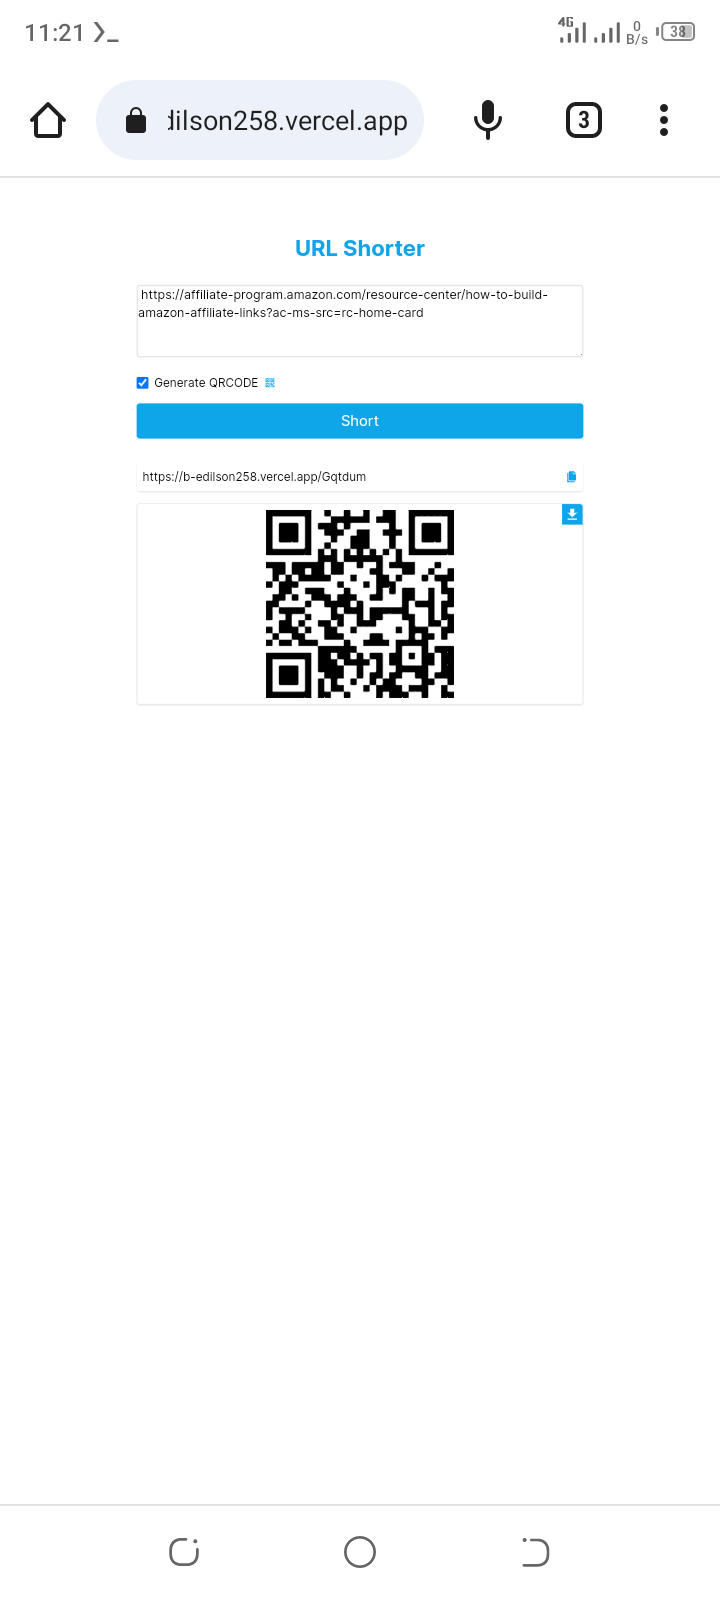 11:21
4G
0
B/s
38
dilson258.vercel.app
3
URL Shorter
https://affiliate-program.amazon.com/resource-center/how-to-build-
amazon-affiliate-links?ac-ms-src=rc-home-card
Generate QRCODE
Short
https://b-edilson258.vercel.app/Gqtdum